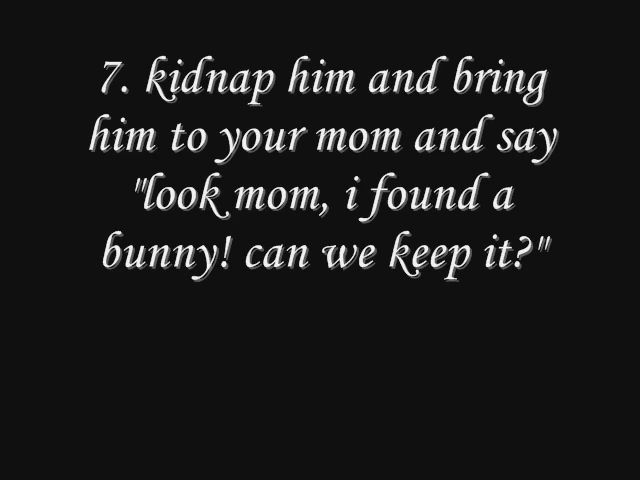 7. kidnap him and bring
him to your mom and say
"look mom, i found a
bunny! can we keep it?"